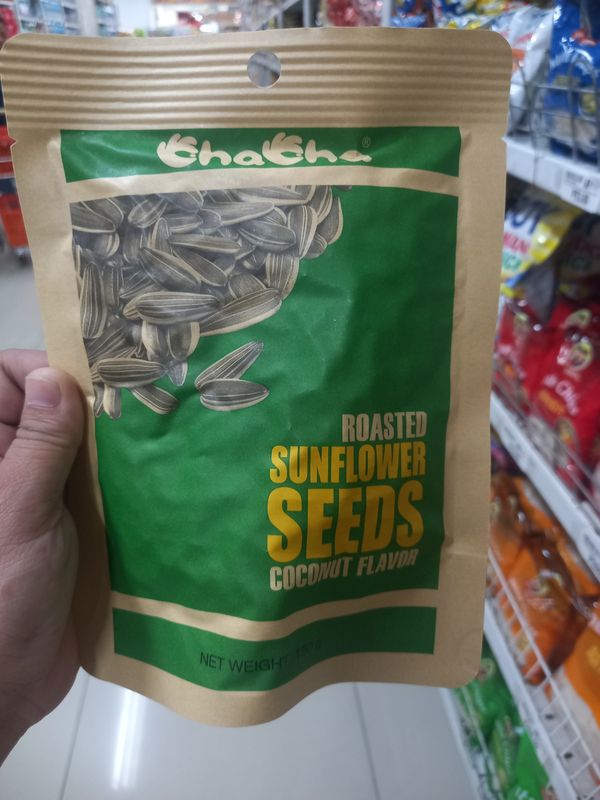 ChaCha®
ROASTED
SUNFLOWER
SEEDS
COCONUT FLAVOR
NET WEIGHT